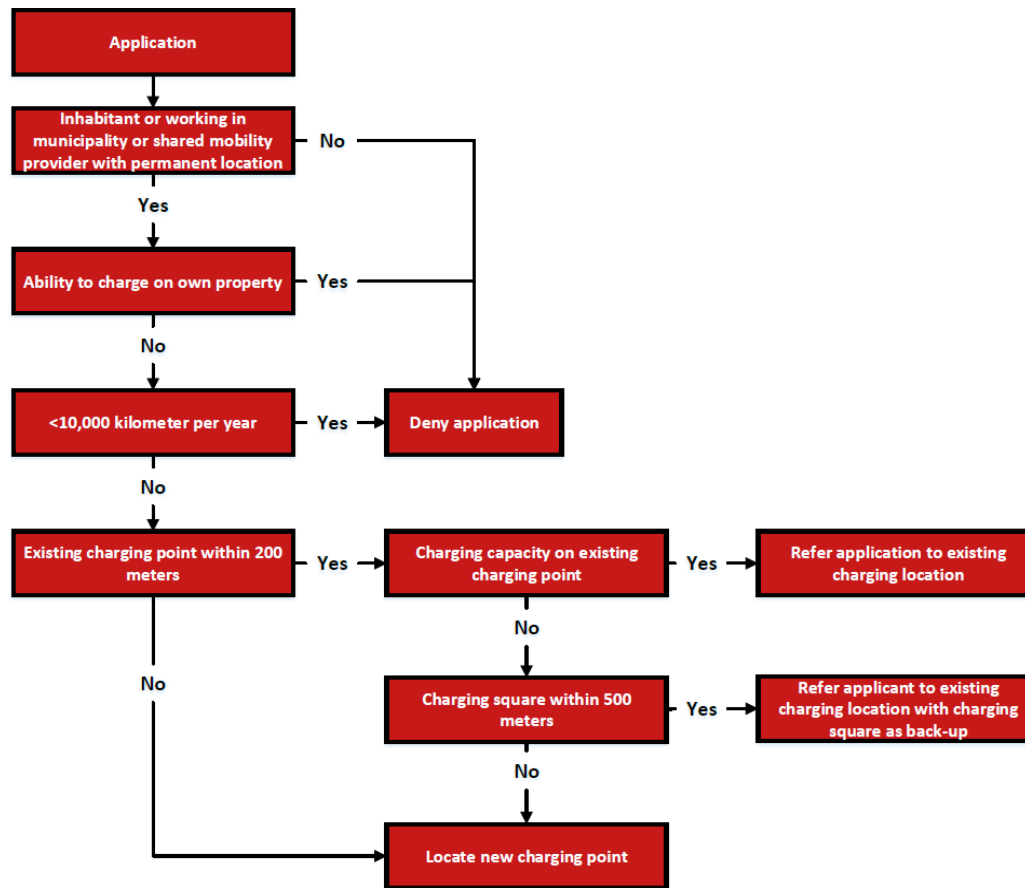 Application
Inhabitant or working in
municipality or shared mobility
provider with permanent location
No
Yes
Ability to charge on own property
Yes
No
<10,000 kilometer per year
Yes
Deny application
No
Existing charging point within 200
meters
Yes
Charging capacity on existing
charging point
Yes
Refer application to existing
charging location
No
No
Charging square within 500
meters
Yes
Refer applicant to existing
charging location with charging
square as back-up
No
Locate new charging point